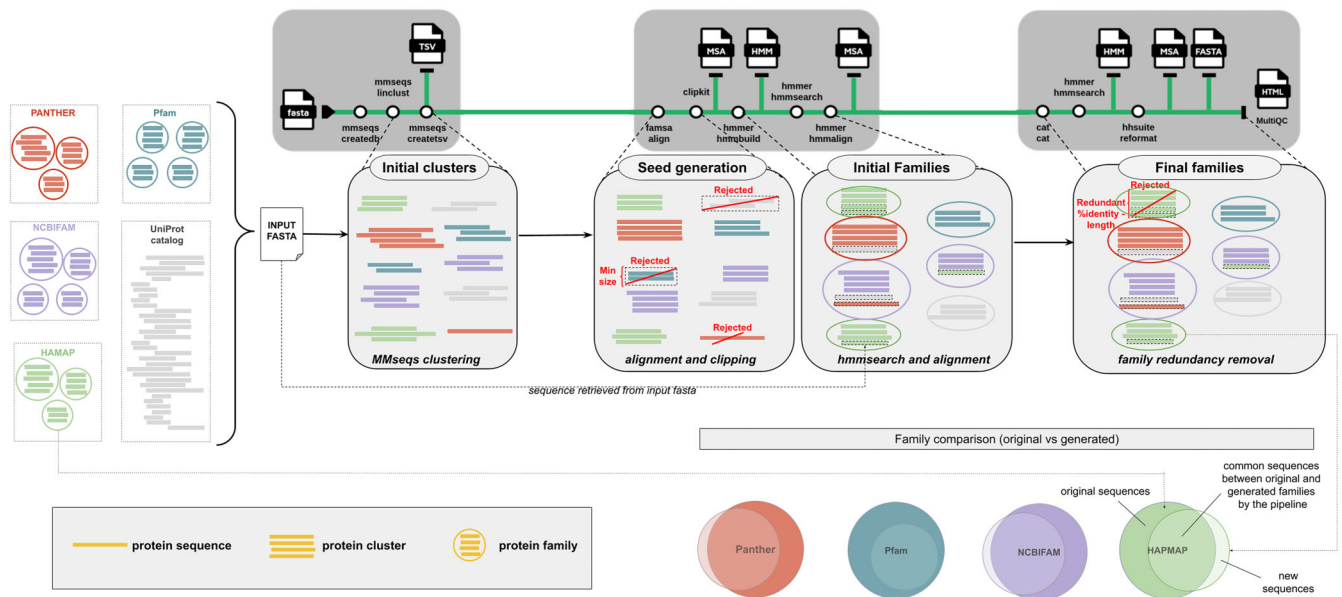 TSV
MSA
HMM
MSA
HMM
MSA
FASTA
HTML
fasta
mmseqs
linclust
clipkit
hmmer
hmmsearch
hmmer
hmmsearch
MultiQC
mmseqs
createdb
mmseqs
createtsv
famsa
align
hmmer
hmmbuild
hmmer
hmmalign
cat
cat
hhsuite
reformat
PANTHER
Pfam
NCBIFAM
UniProt
catalog
HAMAP
INPUT
FASTA
Initial clusters
MMseqs clustering
Seed generation
Rejected
Rejected
Min
size
Rejected
alignment and clipping
Initial Families
hmmsearch and alignment
Final families
Rejected
Redundant
%identity
length
family redundancy removal
sequence retrieved from input fasta
Family comparison (original vs generated)
original sequences
common sequences
between original and
generated families
by the pipeline
Panther
Pfam
NCBIFAM
HAPMAP
new
sequences
protein sequence
protein cluster
protein family